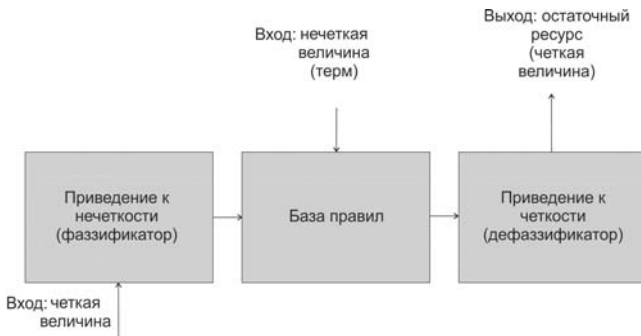 Вход: нечеткая
величина
(терм)
Выход: остаточный
ресурс
(четкая
величина)
Приведение к
нечеткости
(фаззификатор)
База правил
Приведение к
четкости
(дефаззификатор)
Вход: четкая
величина